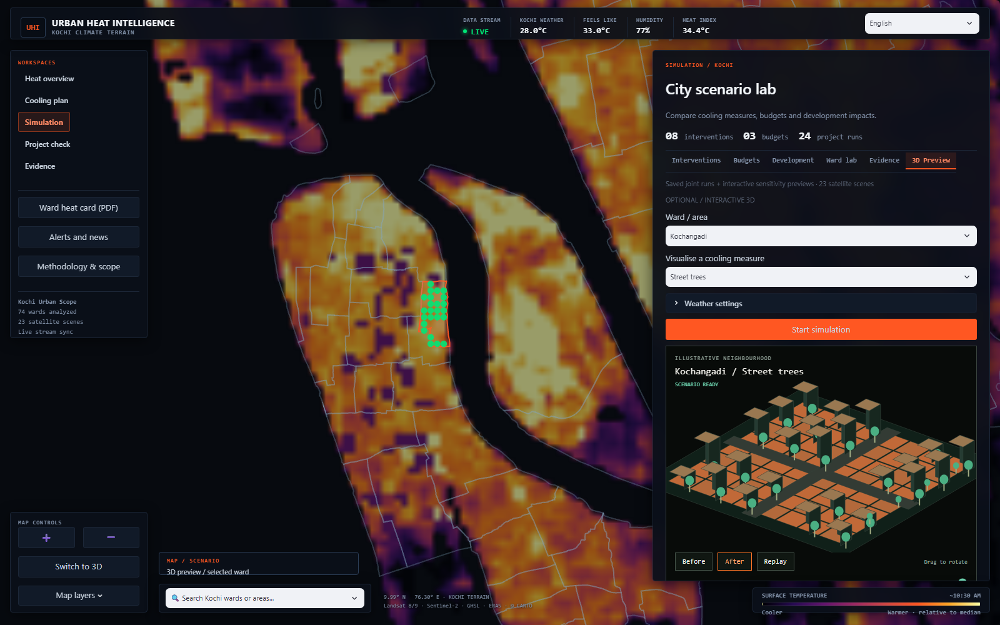 UHI
URBAN HEAT INTELLIGENCE
KOCHI CLIMATE TERRAIN
DATA STREAM
LIVE
KOCHI WEATHER
28.0°C
FEELS LIKE
33.0°C
HUMIDITY
77%
HEAT INDEX
34.4°C
English
WORKSPACES
Heat overview
Cooling plan
Simulation
Project check
Evidence
Ward heat card (PDF)
Alerts and news
Methodology & scope
Kochi Urban Scope
74 wards analyzed
23 satellite scenes
Live stream sync
MAP CONTROLS
+ −
Switch to 3D
Map layers
MAP / SCENARIO
3D preview / selected ward
Search Kochi wards or areas...
9.99° N 76.30° E · KOCHI TERRAIN
Landsat 8/9 · Sentinel-2 · GHSL · ERA5 · © CARTO
SIMULATION / KOCHI
City scenario lab
Compare cooling measures, budgets and development impacts.
08 interventions 03 budgets 24 project runs
Interventions Budgets Development Ward lab Evidence 3D Preview
Saved joint runs + interactive sensitivity previews · 23 satellite scenes
OPTIONAL / INTERACTIVE 3D
Ward / area
Kochangadi
Visualise a cooling measure
Street trees
Weather settings
Start simulation
ILLUSTRATIVE NEIGHBOURHOOD
Kochangadi / Street trees
SCENARIO READY
Before After Replay
Drag to rotate
SURFACE TEMPERATURE ~10:30 AM
Cooler Warmer · relative to median